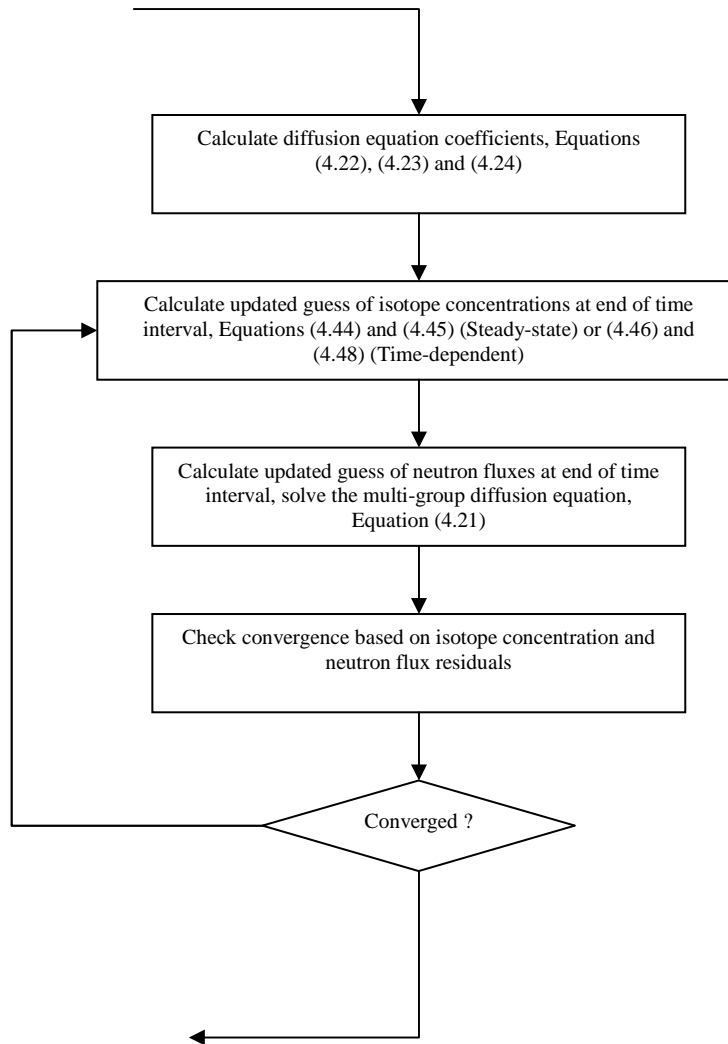 Calculate diffusion equation coefficients, Equations
(4.22), (4.23) and (4.24)
Calculate updated guess of isotope concentrations at end of time
interval, Equations (4.44) and (4.45) (Steady-state) or (4.46) and
(4.48) (Time-dependent)
Calculate updated guess of neutron fluxes at end of time
interval, solve the multi-group diffusion equation,
Equation (4.21)
Check convergence based on isotope concentration and
neutron flux residuals
Converged ?